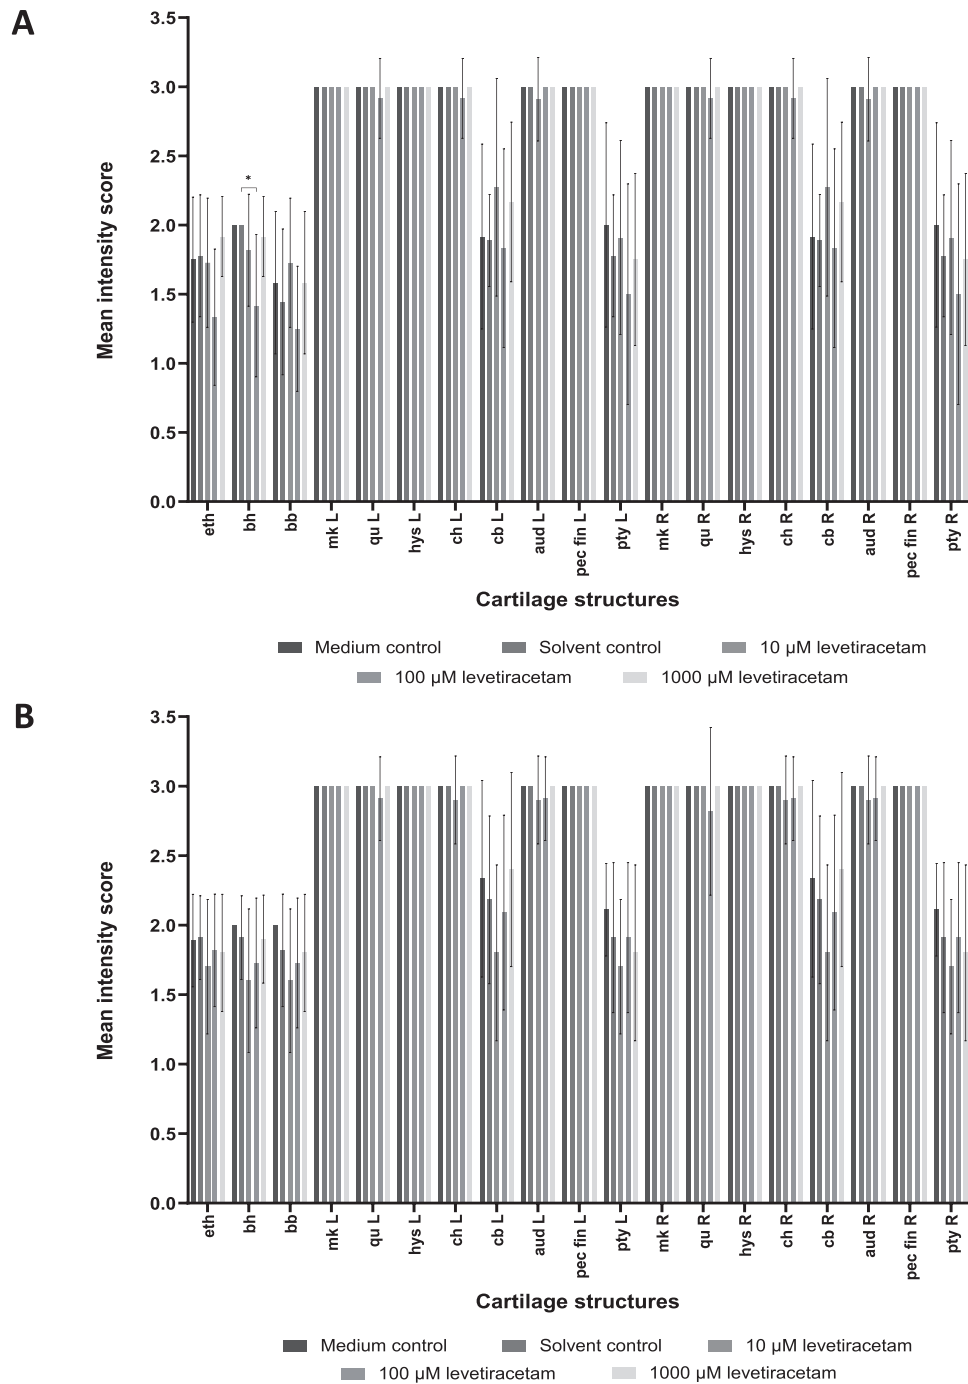 A
3.5
3.0
2.5
2.0
1.5
1.0
0.5
0.0
Mean intensity score
*
eth
bh
bb
mk L
qu L
hys L
ch L
cb L
aud L
pec fin L
pty L
mk R
qu R
hys R
ch R
cb R
aud R
pec fin R
pty R
Cartilage structures
Medium control Solvent control 10 µM levetiracetam
100 µM levetiracetam 1000 µM levetiracetam
B
3.5
3.0
2.5
2.0
1.5
1.0
0.5
0.0
Mean intensity score
eth
bh
bb
mk L
qu L
hys L
ch L
cb L
aud L
pec fin L
pty L
mk R
qu R
hys R
ch R
cb R
aud R
pec fin R
pty R
Cartilage structures
Medium control Solvent control 10 µM levetiracetam
100 µM levetiracetam 1000 µM levetiracetam